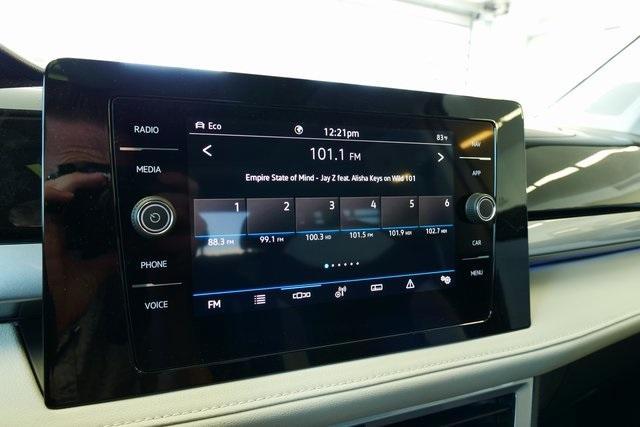 RADIO
MEDIA
PHONE
VOICE
Eco
12:21pm
83°F
101.1 FM
Empire State of Mind - Jay Z feat. Alisha Keys on Wild 101
1 2 3 4 5 6
88.3 FM 99.1 FM 100.3 HD 101.5 FM 101.9 HD1 102.7 HD1
FM
NAV
APP
CAR
MENU